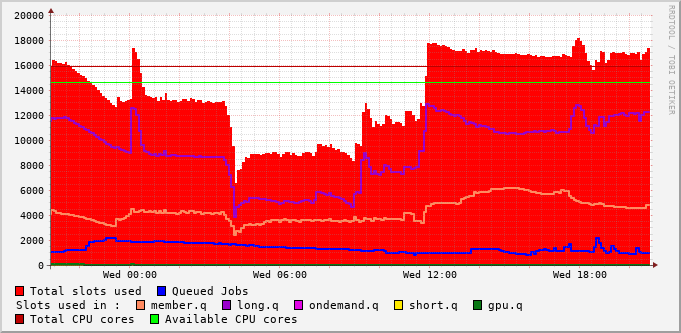 20000
18000
16000
14000
12000
10000
8000
6000
4000
2000
0
Wed 00:00 Wed 06:00 Wed 12:00 Wed 18:00
RRDTOOL / TOBI OETIKER
Total slots used Queued Jobs
Slots used in : member.q long.q ondemand.q short.q gpu.q
Total CPU cores Available CPU cores